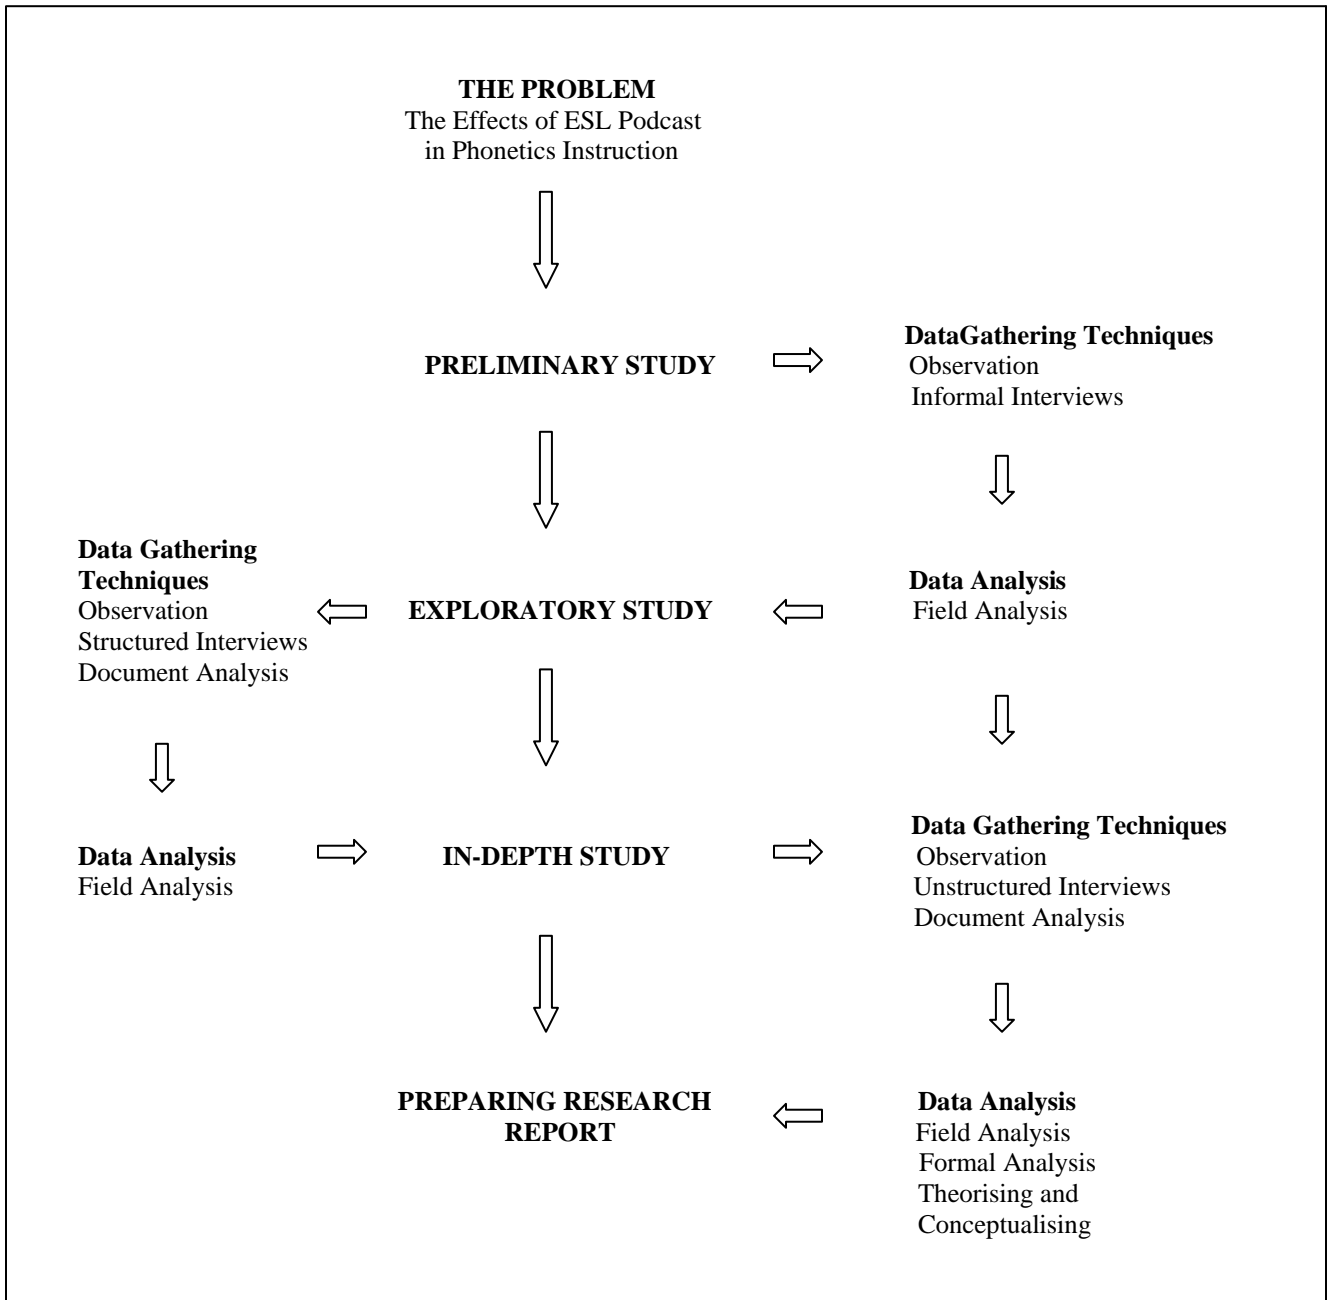 THE PROBLEM
The Effects of ESL Podcast
in Phonetics Instruction
PRELIMINARY STUDY
DataGathering Techniques
Observation
Informal Interviews
Data Gathering
Techniques
Observation
Structured Interviews
Document Analysis
EXPLORATORY STUDY
Data Analysis
Field Analysis
Data Analysis
Field Analysis
IN-DEPTH STUDY
Data Gathering Techniques
Observation
Unstructured Interviews
Document Analysis
PREPARING RESEARCH
REPORT
Data Analysis
Field Analysis
Formal Analysis
Theorising and
Conceptualising